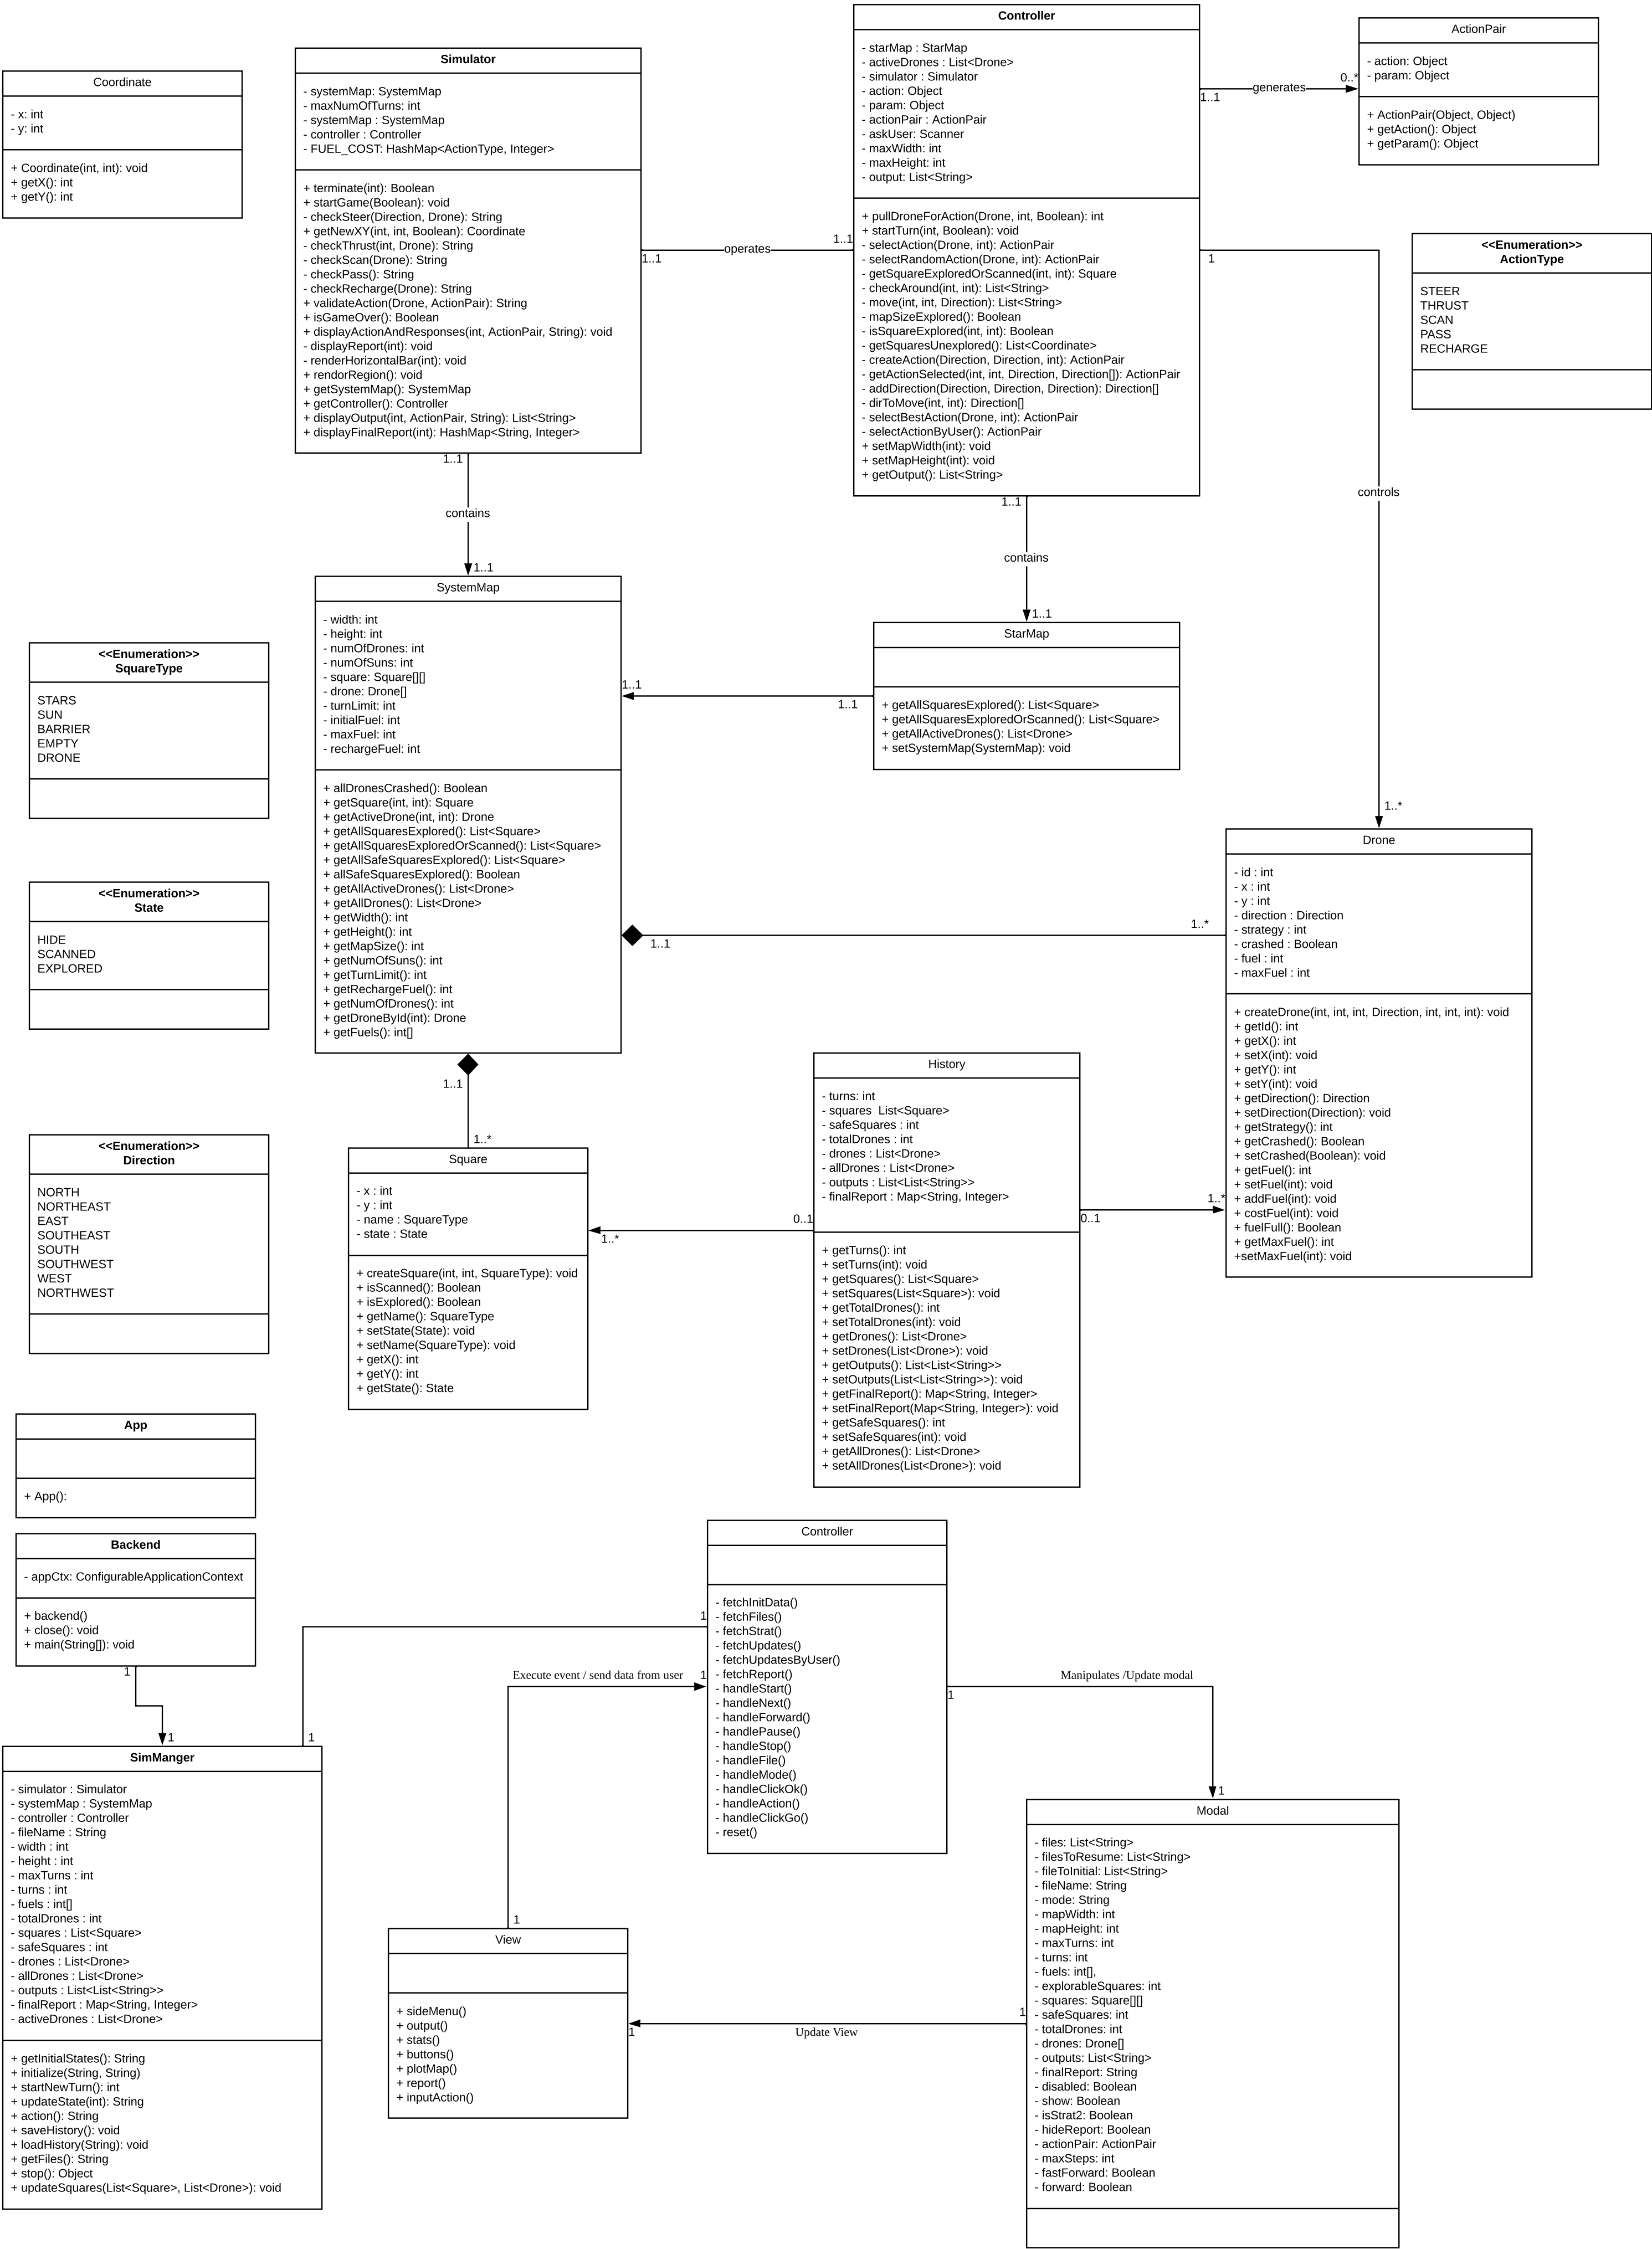 Coordinate
- x: int
- y: int
+ Coordinate(int, int): void
+ getX(): int
+ getY(): int
Simulator
- systemMap: SystemMap
- maxNumOfTurns: int
- systemMap : SystemMap
- controller : Controller
- FUEL_COST: HashMap<ActionType, Integer>
+ terminate(int): Boolean
+ startGame(Boolean): void
- checkSteer(Direction, Drone): String
+ getNewXY(int, int, Boolean): Coordinate
- checkThrust(int, Drone): String
- checkScan(Drone): String
- checkPass(): String
- checkRecharge(Drone): String
+ validateAction(Drone, ActionPair): String
+ isGameOver(): Boolean
+ displayActionAndResponses(int, ActionPair, String): void
- displayReport(int): void
- renderHorizontalBar(int): void
+ rendorRegion(): void
+ getSystemMap(): SystemMap
+ getController(): Controller
+ displayOutput(int, ActionPair, String): List<String>
+ displayFinalReport(int): HashMap<String, Integer>
1..1
operates
1..1
Controller
- starMap : StarMap
- activeDrones : List<Drone>
- simulator : Simulator
- action: Object
- param: Object
- actionPair : ActionPair
- askUser: Scanner
- maxWidth: int
- maxHeight: int
- output: List<String>
+ pullDroneForAction(Drone, int, Boolean): int
+ startTurn(int, Boolean): void
- selectAction(Drone, int): ActionPair
- selectRandomAction(Drone, int): ActionPair
- getSquareExploredOrScanned(int, int): Square
- checkAround(int, int): List<String>
- move(int, int, Direction): List<String>
- mapSizeExplored(): Boolean
- isSquareExplored(int, int): Boolean
- getSquaresUnexplored(): List<Coordinate>
- createAction(Direction, Direction, int): ActionPair
- getActionSelected(int, int, Direction, Direction[]): ActionPair
- addDirection(Direction, Direction, Direction): Direction[]
- dirToMove(int, int): Direction[]
- selectBestAction(Drone, int): ActionPair
- selectActionByUser(): ActionPair
+ setMapWidth(int): void
+ setMapHeight(int): void
+ getOutput(): List<String>
1..1
generates
0..*
ActionPair
- action: Object
- param: Object
+ ActionPair(Object, Object)
+ getAction(): Object
+ getParam(): Object
<<Enumeration>>
ActionType
STEER
THRUST
SCAN
PASS
RECHARGE
1
controls
1..*
1..1
contains
1..1
1..1
contains
1..1
SystemMap
- width: int
- height: int
- numOfDrones: int
- numOfSuns: int
- square: Square[][]
- drone: Drone[]
- turnLimit: int
- initialFuel: int
- maxFuel: int
- rechargeFuel: int
+ allDronesCrashed(): Boolean
+ getSquare(int, int): Square
+ getActiveDrone(int, int): Drone
+ getAllSquaresExplored(): List<Square>
+ getAllSquaresExploredOrScanned(): List<Square>
+ getAllSafeSquaresExplored(): List<Square>
+ allSafeSquaresExplored(): Boolean
+ getAllActiveDrones(): List<Drone>
+ getAllDrones(): List<Drone>
+ getWidth(): int
+ getHeight(): int
+ getMapSize(): int
+ getNumOfSuns(): int
+ getTurnLimit(): int
+ getRechargeFuel(): int
+ getNumOfDrones(): int
+ getDroneById(int): Drone
+ getFuels(): int[]
1..1
1..1
StarMap
+ getAllSquaresExplored(): List<Square>
+ getAllSquaresExploredOrScanned(): List<Square>
+ getAllActiveDrones(): List<Drone>
+ setSystemMap(SystemMap): void
<<Enumeration>>
SquareType
STARS
SUN
BARRIER
EMPTY
DRONE
<<Enumeration>>
State
HIDE
SCANNED
EXPLORED
<<Enumeration>>
Direction
NORTH
NORTHEAST
EAST
SOUTHEAST
SOUTH
SOUTHWEST
WEST
NORTHWEST
1..1
1..*
Drone
- id : int
- x : int
- y : int
- direction : Direction
- strategy : int
- crashed : Boolean
- fuel : int
- maxFuel : int
+ createDrone(int, int, int, Direction, int, int, int): void
+ getId(): int
+ getX(): int
+ setX(int): void
+ getY(): int
+ setY(int): void
+ getDirection(): Direction
+ setDirection(Direction): void
+ getStrategy(): int
+ getCrashed(): Boolean
+ setCrashed(Boolean): void
+ getFuel(): int
+ setFuel(int): void
+ addFuel(int): void
+ costFuel(int): void
+ fuelFull(): Boolean
+ getMaxFuel(): int
+setMaxFuel(int): void
1..1
1..*
Square
- x : int
- y : int
- name : SquareType
- state : State
+ createSquare(int, int, SquareType): void
+ isScanned(): Boolean
+ isExplored(): Boolean
+ getName(): SquareType
+ setState(State): void
+ setName(SquareType): void
+ getX(): int
+ getY(): int
+ getState(): State
1..*
0..1
History
- turns: int
- squares  List<Square>
- safeSquares : int
- totalDrones : int
- drones : List<Drone>
- allDrones : List<Drone>
- outputs : List<List<String>>
- finalReport : Map<String, Integer>
+ getTurns(): int
+ setTurns(int): void
+ getSquares(): List<Square>
+ setSquares(List<Square>): void
+ getTotalDrones(): int
+ setTotalDrones(int): void
+ getDrones(): List<Drone>
+ setDrones(List<Drone>): void
+ getOutputs(): List<List<String>>
+ setOutputs(List<List<String>>): void
+ getFinalReport(): Map<String, Integer>
+ setFinalReport(Map<String, Integer>): void
+ getSafeSquares(): int
+ setSafeSquares(int): void
+ getAllDrones(): List<Drone>
+ setAllDrones(List<Drone>): void
0..1
1..*
App
+ App():
Backend
- appCtx: ConfigurableApplicationContext
+ backend()
+ close(): void
+ main(String[]): void
1
1
SimManger
- simulator : Simulator
- systemMap : SystemMap
- controller : Controller
- fileName : String
- width : int
- height : int
- maxTurns : int
- turns : int
- fuels : int[]
- totalDrones : int
- squares : List<Square>
- safeSquares : int
- drones : List<Drone>
- allDrones : List<Drone>
- outputs : List<List<String>>
- finalReport : Map<String, Integer>
- activeDrones : List<Drone>
+ getInitialStates(): String
+ initialize(String, String)
+ startNewTurn(): int
+ updateState(int): String
+ action(): String
+ saveHistory(): void
+ loadHistory(String): void
+ getFiles(): String
+ stop(): Object
+ updateSquares(List<Square>, List<Drone>): void
1
1
Controller
- fetchInitData()
- fetchFiles()
- fetchStrat()
- fetchUpdates()
- fetchUpdatesByUser()
- fetchReport()
- handleStart()
- handleNext()
- handleForward()
- handlePause()
- handleStop()
- handleFile()
- handleMode()
- handleClickOk()
- handleAction()
- handleClickGo()
- reset()
Execute event / send data from user
1
1
Manipulates /Update modal
1
1
View
+ sideMenu()
+ output()
+ stats()
+ buttons()
+ plotMap()
+ report()
+ inputAction()
1
Update View
1
Modal
- files: List<String>
- filesToResume: List<String>
- fileToInitial: List<String>
- fileName: String
- mode: String
- mapWidth: int
- mapHeight: int
- maxTurns: int
- turns: int
- fuels: int[],
- explorableSquares: int
- squares: Square[][]
- safeSquares: int
- totalDrones: int
- drones: Drone[]
- outputs: List<String>
- finalReport: String
- disabled: Boolean
- show: Boolean
- isStrat2: Boolean
- hideReport: Boolean
- actionPair: ActionPair
- maxSteps: int
- fastForward: Boolean
- forward: Boolean